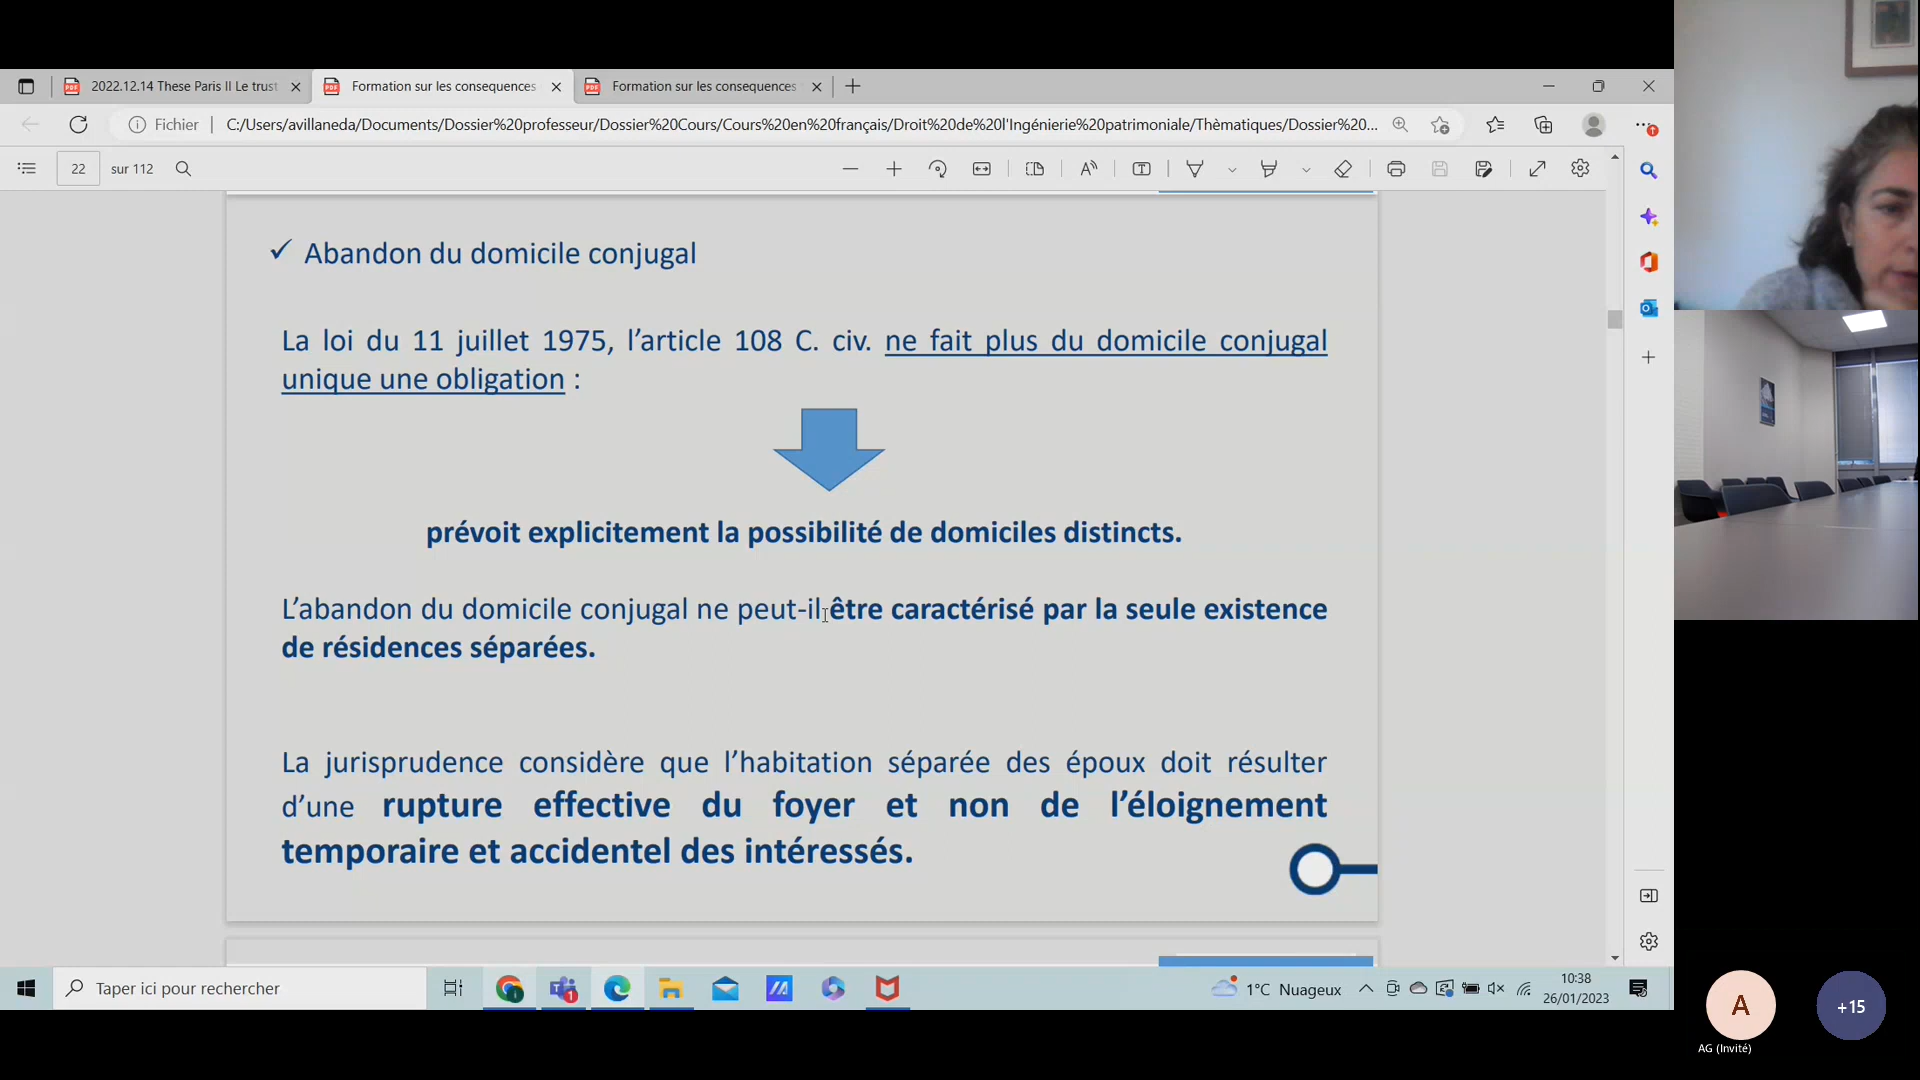 2022.12.14 These Paris II Le trust
Formation sur les consequences
Formation sur les consequences
Fichier
C:/Users/avillaneda/Documents/Dossier%20professeur/Dossier%20Cours/Cours%20en%20français/Droit%20de%20l'Ingénierie%20patrimoniale/Thèmatiques/Dossier%20...
22 sur 112
✓ Abandon du domicile conjugal
La loi du 11 juillet 1975, l’article 108 C. civ. ne fait plus du domicile conjugal
unique une obligation :
prévoit explicitement la possibilité de domiciles distincts.
L’abandon du domicile conjugal ne peut-il être caractérisé par la seule existence
de résidences séparées.
La jurisprudence considère que l’habitation séparée des époux doit résulter
d’une rupture effective du foyer et non de l’éloignement
temporaire et accidentel des intéressés.
Taper ici pour rechercher
1°C Nuageux
10:38
26/01/2023
A
+15
AG (Invité)